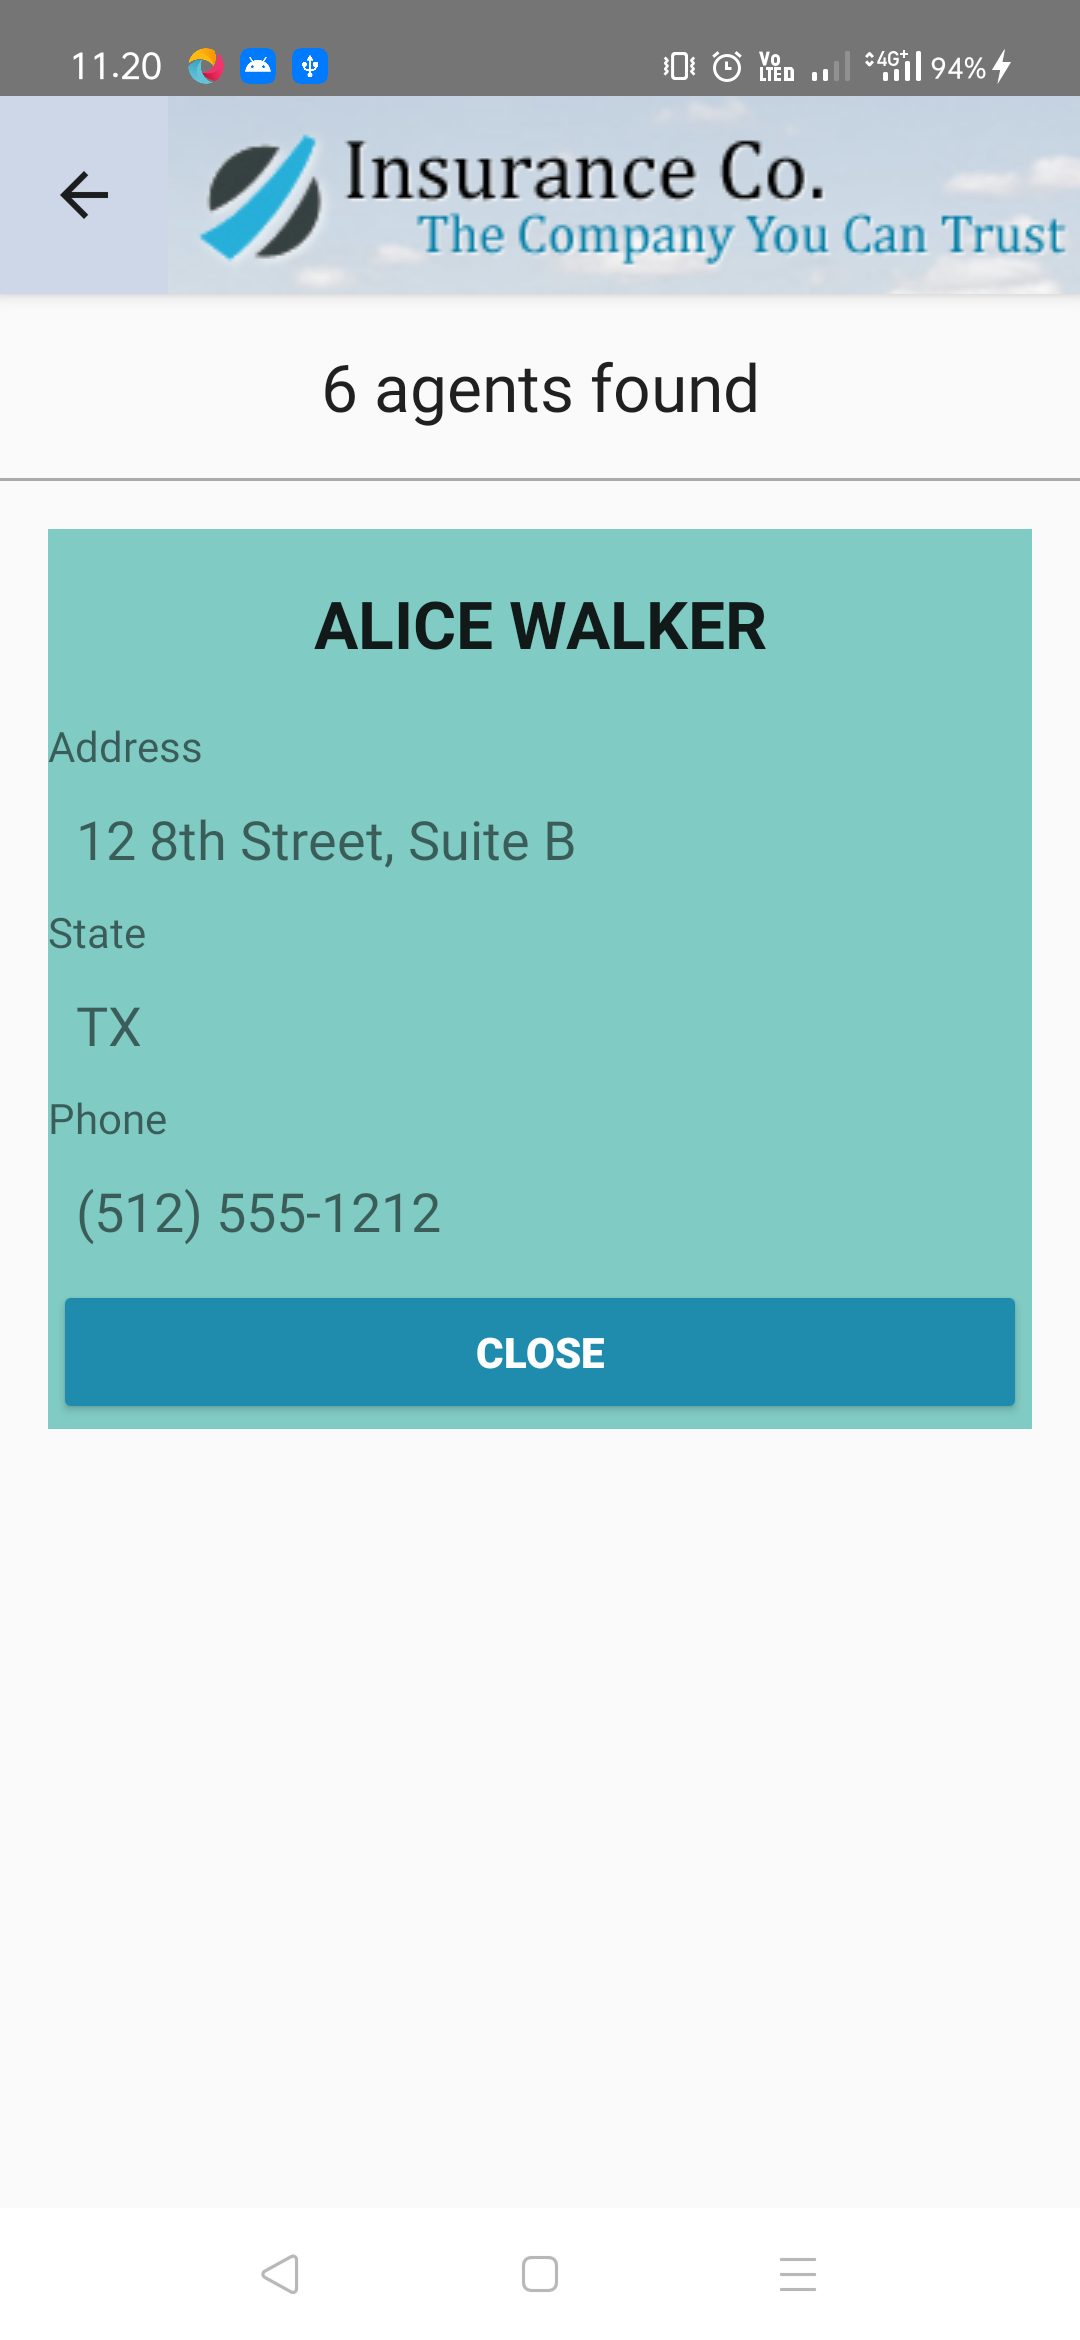 11.20 Vo LTED 4G+ 94%
Insurance Co.
The Company You Can Trust
6 agents found
ALICE WALKER
Address
12 8th Street, Suite B
State
TX
Phone
(512) 555-1212
CLOSE